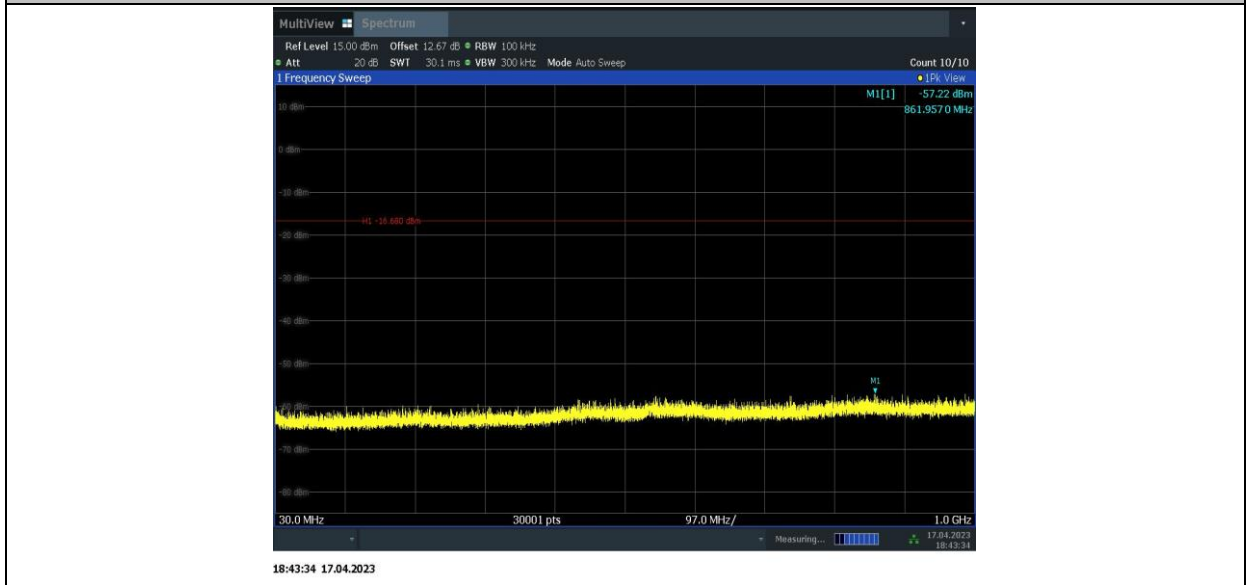 MultiView Spectrum
Ref Level 15.00 dBm Offset 12.67 dB RBW 100 kHz
Att 20 dB SWT 30.1 ms VBW 300 kHz Mode Auto Sweep Count 10/10
1 Frequency Sweep 1Pk View
M1[1] -57.22 dBm
10 dBm
861.9570 MHz
0 dBm
-10 dBm
H1 -16.680 dBm
-20 dBm
-30 dBm
-40 dBm
-50 dBm
M1
-60 dBm
-70 dBm
-80 dBm
30.0 MHz 30001 pts 97.0 MHz/ 1.0 GHz
Measuring... 17.04.2023
18:43:34
18:43:34 17.04.2023